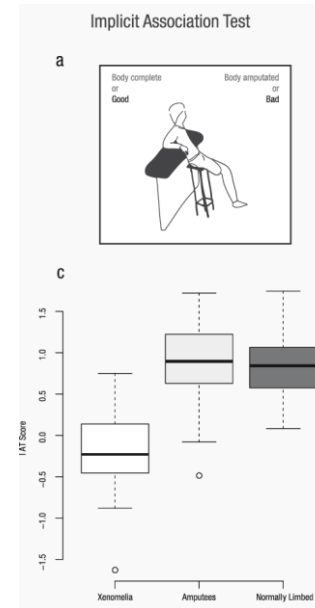 Implicit Association Test
a
Body complete
or
Good
Body amputated
or
Bad
c
IAT Score
1.5
1.0
0.5
0.0
−0.5
−1.0
−1.5
Xenomelia
Amputees
Normally Limbed